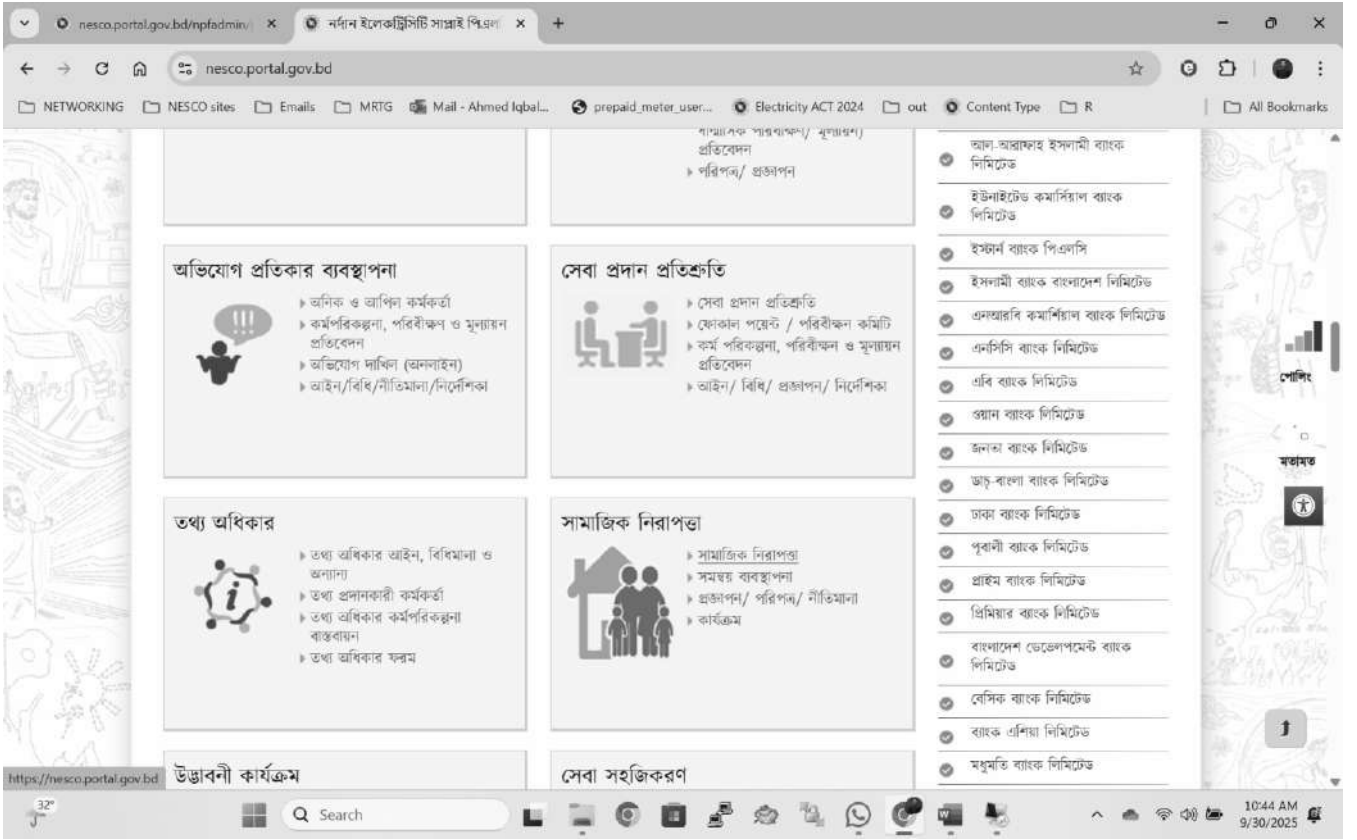 nesco.portal.gov.bd/npfadmin/
নর্দান ইলেকট্রিসিটি সাপ্লাই পিএল
nesco.portal.gov.bd
NETWORKING
NESCO sites
Emails
MRTG
Mail - Ahmed Iqbal...
prepaid_meter_user...
Electricity ACT 2024
out
Content Type
R
All Bookmarks
ষাণ্মাসিক পরিবীক্ষণ/ মূল্যায়ন)
প্রতিবেদন
পরিপত্র/ প্রজ্ঞাপন
অভিযোগ প্রতিকার ব্যবস্থাপনা
অনিক ও আপিল কর্মকর্তা
কর্মপরিকল্পনা, পরিবীক্ষণ ও মূল্যায়ন
প্রতিবেদন
অভিযোগ দাখিল (অনলাইন)
আইন/বিধি/নীতিমালা/নির্দেশিকা
সেবা প্রদান প্রতিশ্রুতি
সেবা প্রদান প্রতিশ্রুতি
ফোকাল পয়েন্ট / পরিবীক্ষন কমিটি
কর্ম পরিকল্পনা, পরিবীক্ষন ও মূল্যায়ন
প্রতিবেদন
আইন/ বিধি/ প্রজ্ঞাপন/ নির্দেশিকা
তথ্য অধিকার
তথ্য অধিকার আইন, বিধিমালা ও
অন্যান্য
তথ্য প্রদানকারী কর্মকর্তা
তথ্য অধিকার কর্মপরিকল্পনা
বাস্তবায়ন
তথ্য অধিকার ফরম
সামাজিক নিরাপত্তা
সামাজিক নিরাপত্তা
সমন্বয় ব্যবস্থাপনা
প্রজ্ঞাপন/ পরিপত্র/ নীতিমালা
কার্যক্রম
উদ্ভাবনী কার্যক্রম
সেবা সহজিকরণ
আল-আরাফাহ ইসলামী ব্যাংক
লিমিটেড
ইউনাইটেড কমার্সিয়াল ব্যাংক
লিমিটেড
ইস্টার্ন ব্যাংক পিএলসি
ইসলামী ব্যাংক বাংলাদেশ লিমিটেড
এনআরবি কমার্শিয়াল ব্যাংক লিমিটেড
এনসিসি ব্যাংক লিমিটেড
এবি ব্যাংক লিমিটেড
ওয়ান ব্যাংক লিমিটেড
জনতা ব্যাংক লিমিটেড
ডাচ্-বাংলা ব্যাংক লিমিটেড
ঢাকা ব্যাংক লিমিটেড
পূবালী ব্যাংক লিমিটেড
প্রাইম ব্যাংক লিমিটেড
প্রিমিয়ার ব্যাংক লিমিটেড
বাংলাদেশ ডেভেলপমেন্ট ব্যাংক
লিমিটেড
বেসিক ব্যাংক লিমিটেড
ব্যাংক এশিয়া লিমিটেড
মধুমতি ব্যাংক লিমিটেড
পোলিং
মতামত
https://nesco.portal.gov.bd
32°
Search
10:44 AM
9/30/2025